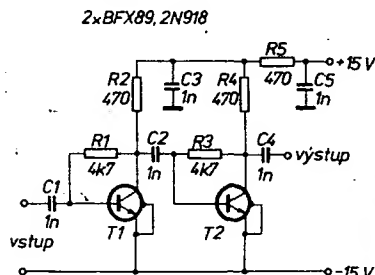 2xBFX89, 2N918
R5
470
+15 V
R2
470
C3
1n
R4
470
C5
1n
R1
4k7
C2
1n
R3
4k7
C4
1n
výstup
C1
1n
vstup
T1
T2
-15 V